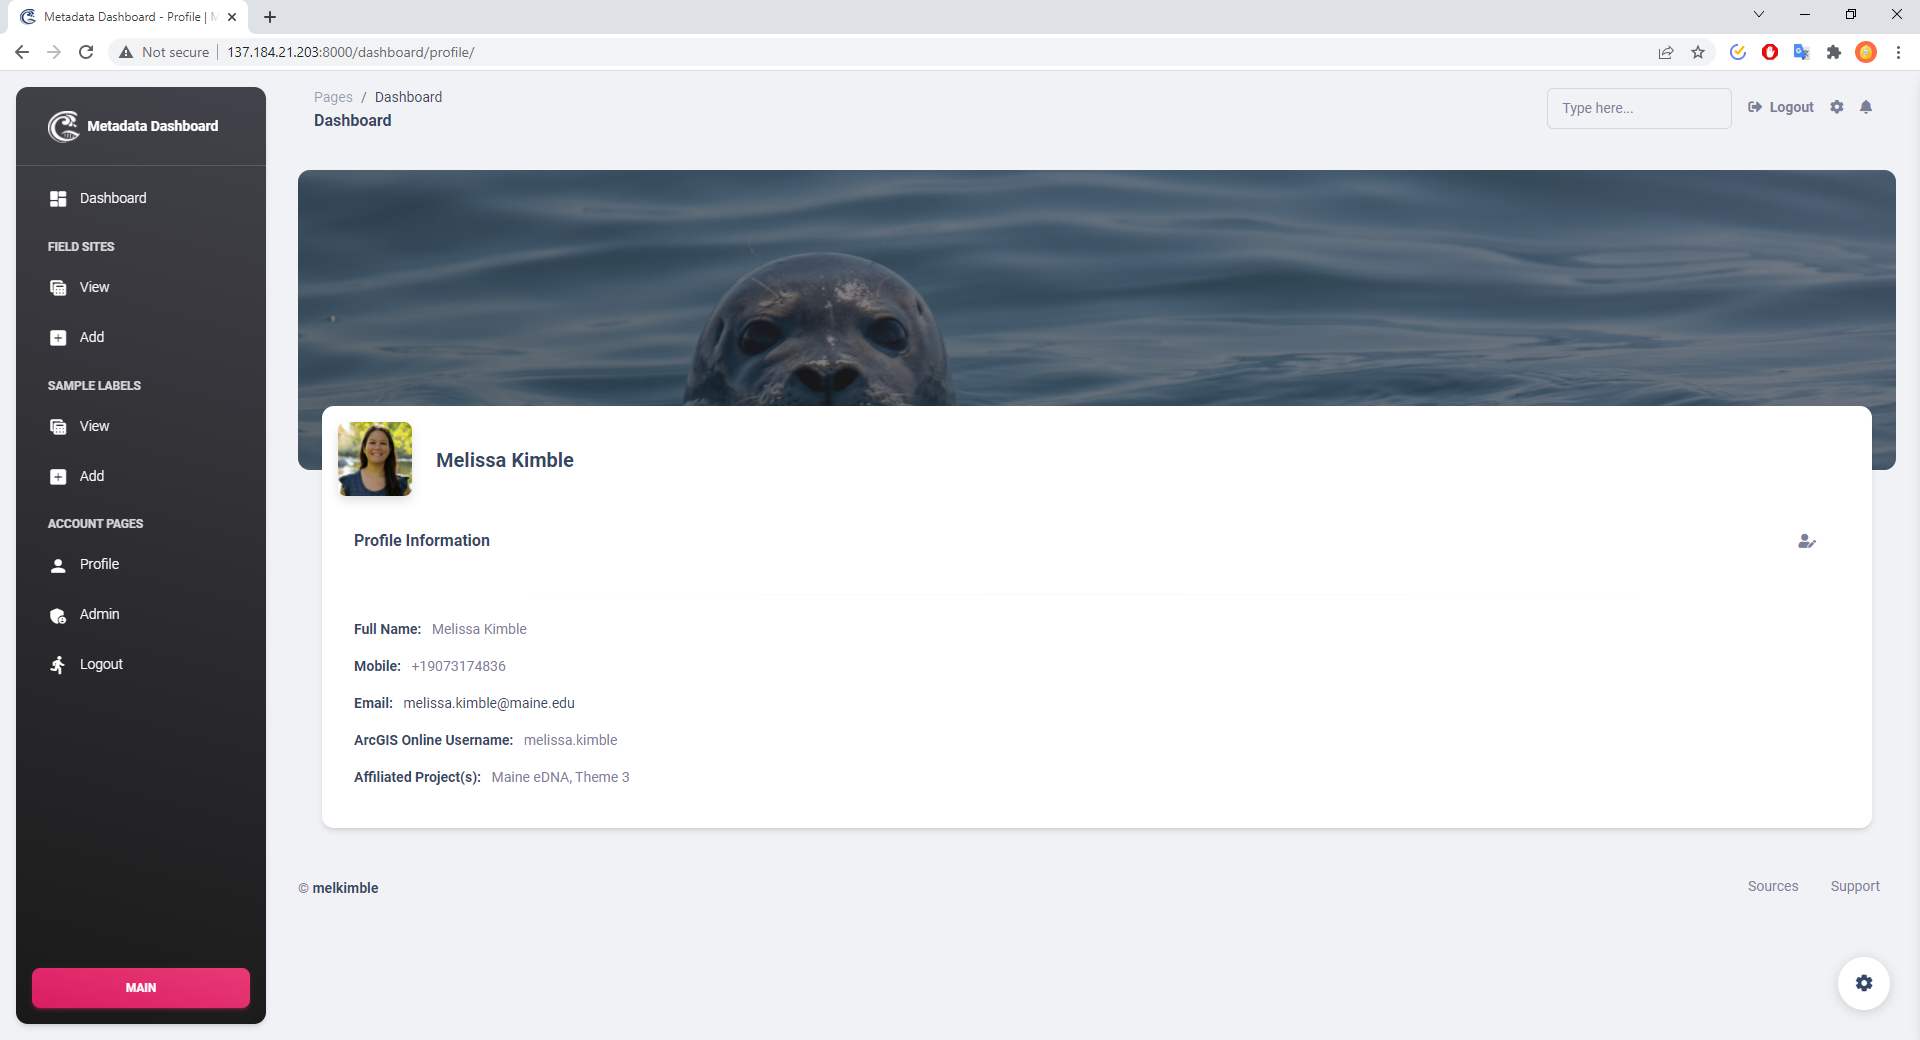 Metadata Dashboard - Profile | M
Not secure
137.184.21.203:8000/dashboard/profile/
Metadata Dashboard
Dashboard
FIELD SITES
View
Add
SAMPLE LABELS
View
Add
ACCOUNT PAGES
Profile
Admin
Logout
MAIN
Pages / Dashboard
Dashboard
Type here...
Logout
Melissa Kimble
Profile Information
Full Name: Melissa Kimble
Mobile: +19073174836
Email: melissa.kimble@maine.edu
ArcGIS Online Username: melissa.kimble
Affiliated Project(s): Maine eDNA, Theme 3
© melkimble
Sources
Support